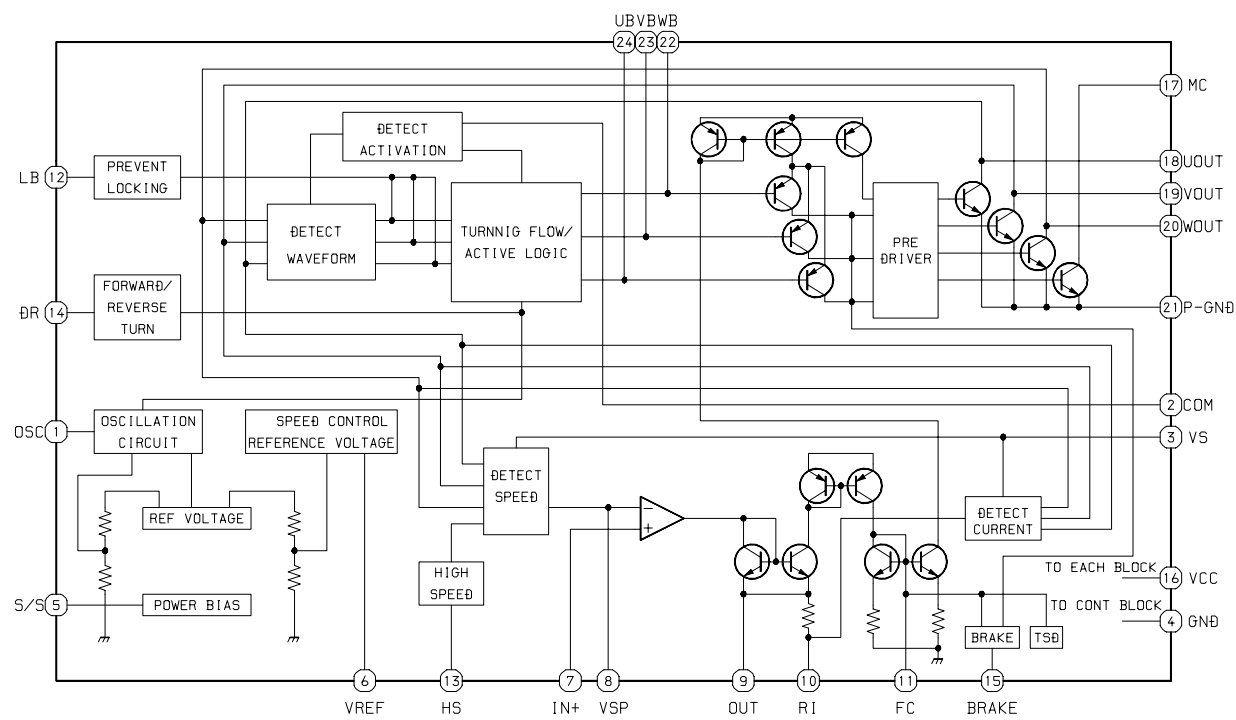 UB VB WB
24 23 22
17 MC
DETECT
ACTIVATION
PREVENT
LOCKING
LB 12
18 UOUT
19 VOUT
20 WOUT
DETECT
WAVEFORM
TURNNIG FLOW/
ACTIVE LOGIC
PRE
DRIVER
FORWARD/
REVERSE
TURN
DR 14
21 P-GND
2 COM
3 VS
OSC 1
OSCILLATION
CIRCUIT
SPEED CONTROL
REFERENCE VOLTAGE
DETECT
SPEED
REF VOLTAGE
−
+
DETECT
CURRENT
HIGH
SPEED
TO EACH BLOCK
16 VCC
S/S 5
POWER BIAS
TO CONT BLOCK
4 GND
BRAKE
TSD
6 13 7 8 9 10 11 15
VREF HS IN+ VSP OUT RI FC BRAKE